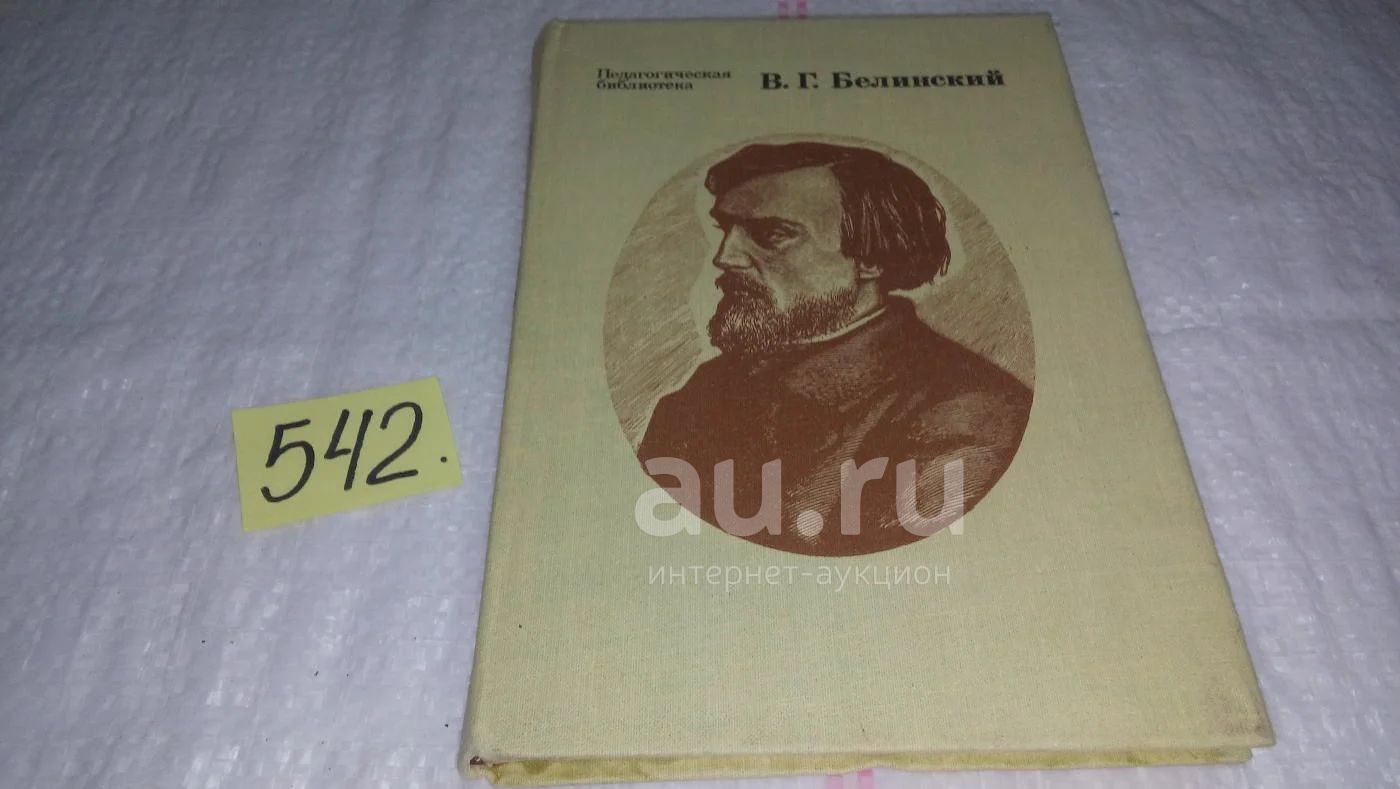 Педагогическая
библиотека
В. Г. Белинский
542.
au.ru
интернет-аукцион